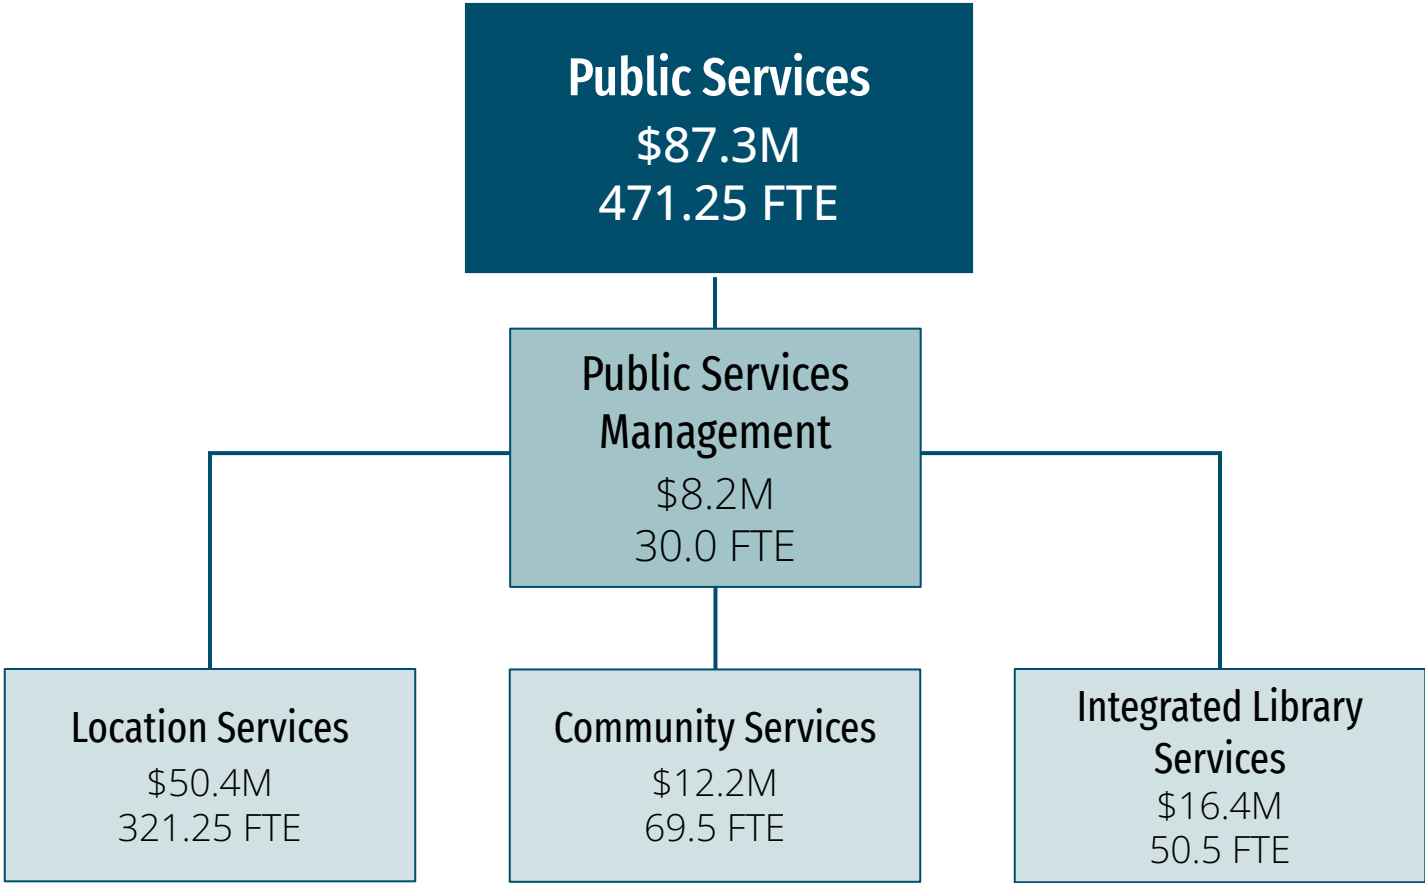 Public Services
$87.3M
471.25 FTE
Public Services
Management
$8.2M
30.0 FTE
Location Services
$50.4M
321.25 FTE
Community Services
$12.2M
69.5 FTE
Integrated Library
Services
$16.4M
50.5 FTE